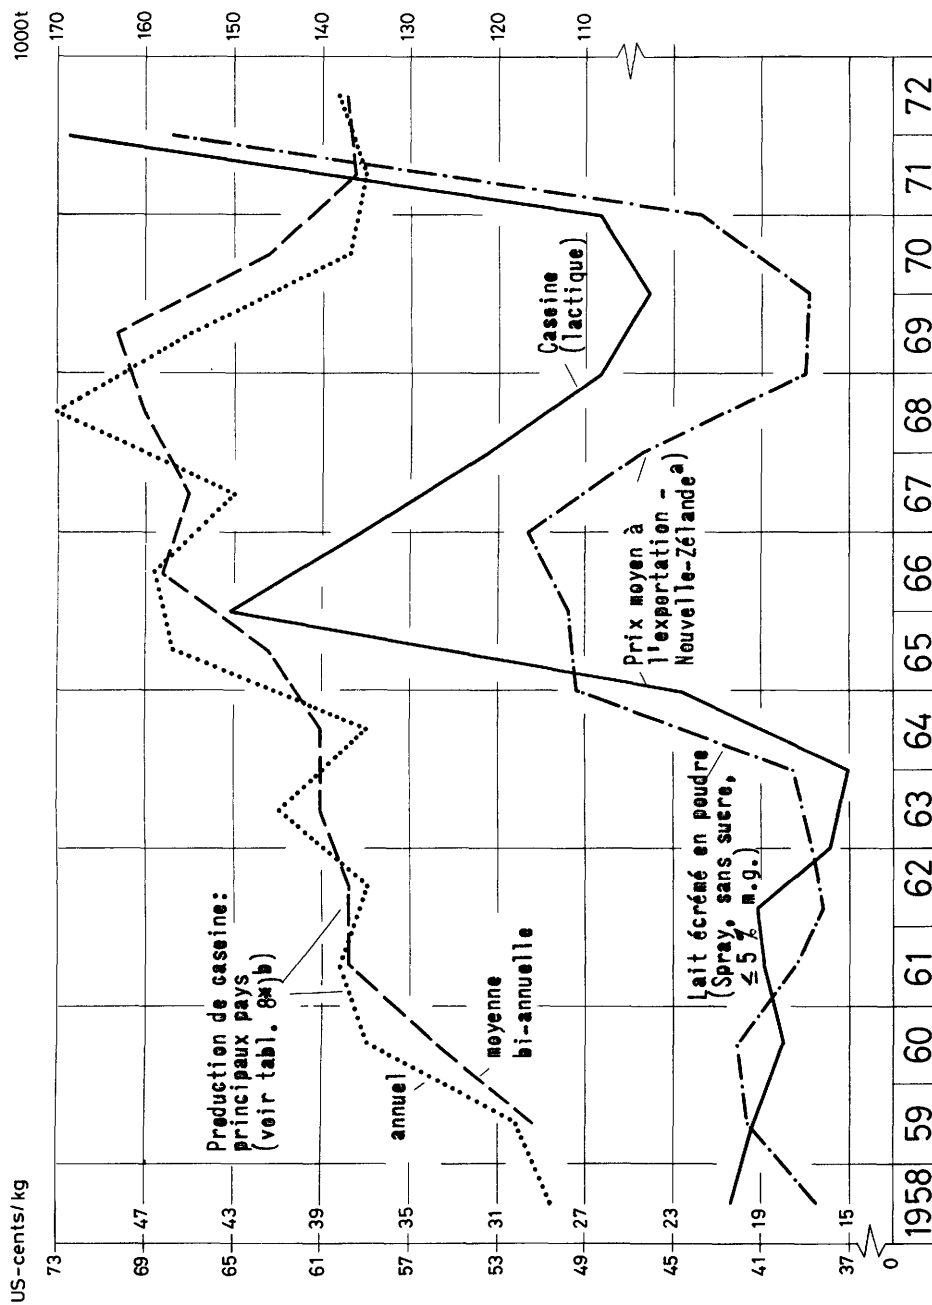 US-cents/kg
73
69
65
61
57
53
49
45
41
37
0
47
43
39
35
31
27
23
19
15
1000t
170
160
150
140
130
120
110
Production de caseine:
principaux pays
(voir tabl. 8*)b)
annuel
moyenne
bi-annuelle
Caseine
(lactique)
Prix moyen à
l'exportation –
Nouvelle-Zélande a)
Lait écrémé en poudre
(Spray, sans sucre,
≤ 5 % m.g.)
1958 59 60 61 62 63 64 65 66 67 68 69 70 71 72